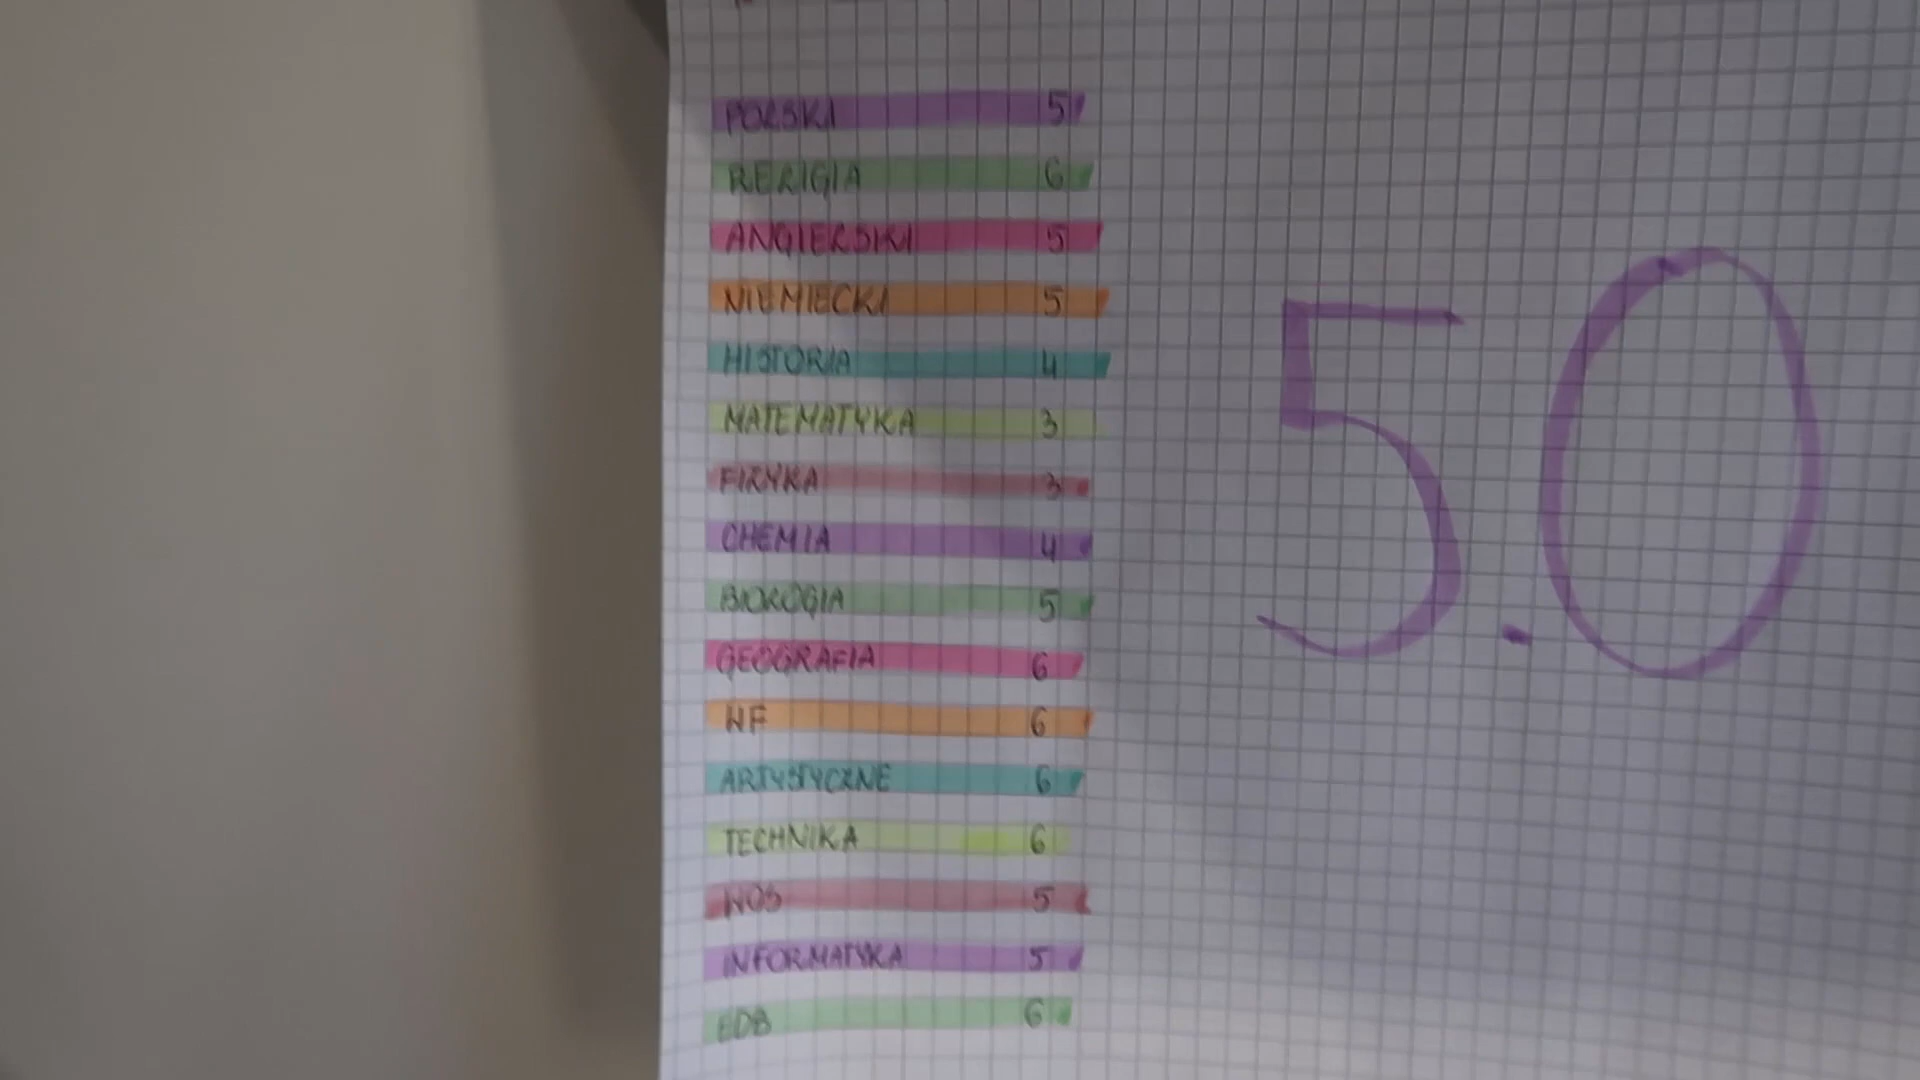 POLSKI 5
RELIGIA 6
ANGIELSKI 5
NIEMIECKI 5
HISTORIA 4
MATEMATYKA 3
FIZYKA 3
CHEMIA 4
BIOLOGIA 5
GEOGRAFIA 6
WF 6
ARTYSTYCZNE 6
TECHNIKA 6
WOS 5
INFORMATYKA 5
EDB 6
5.0